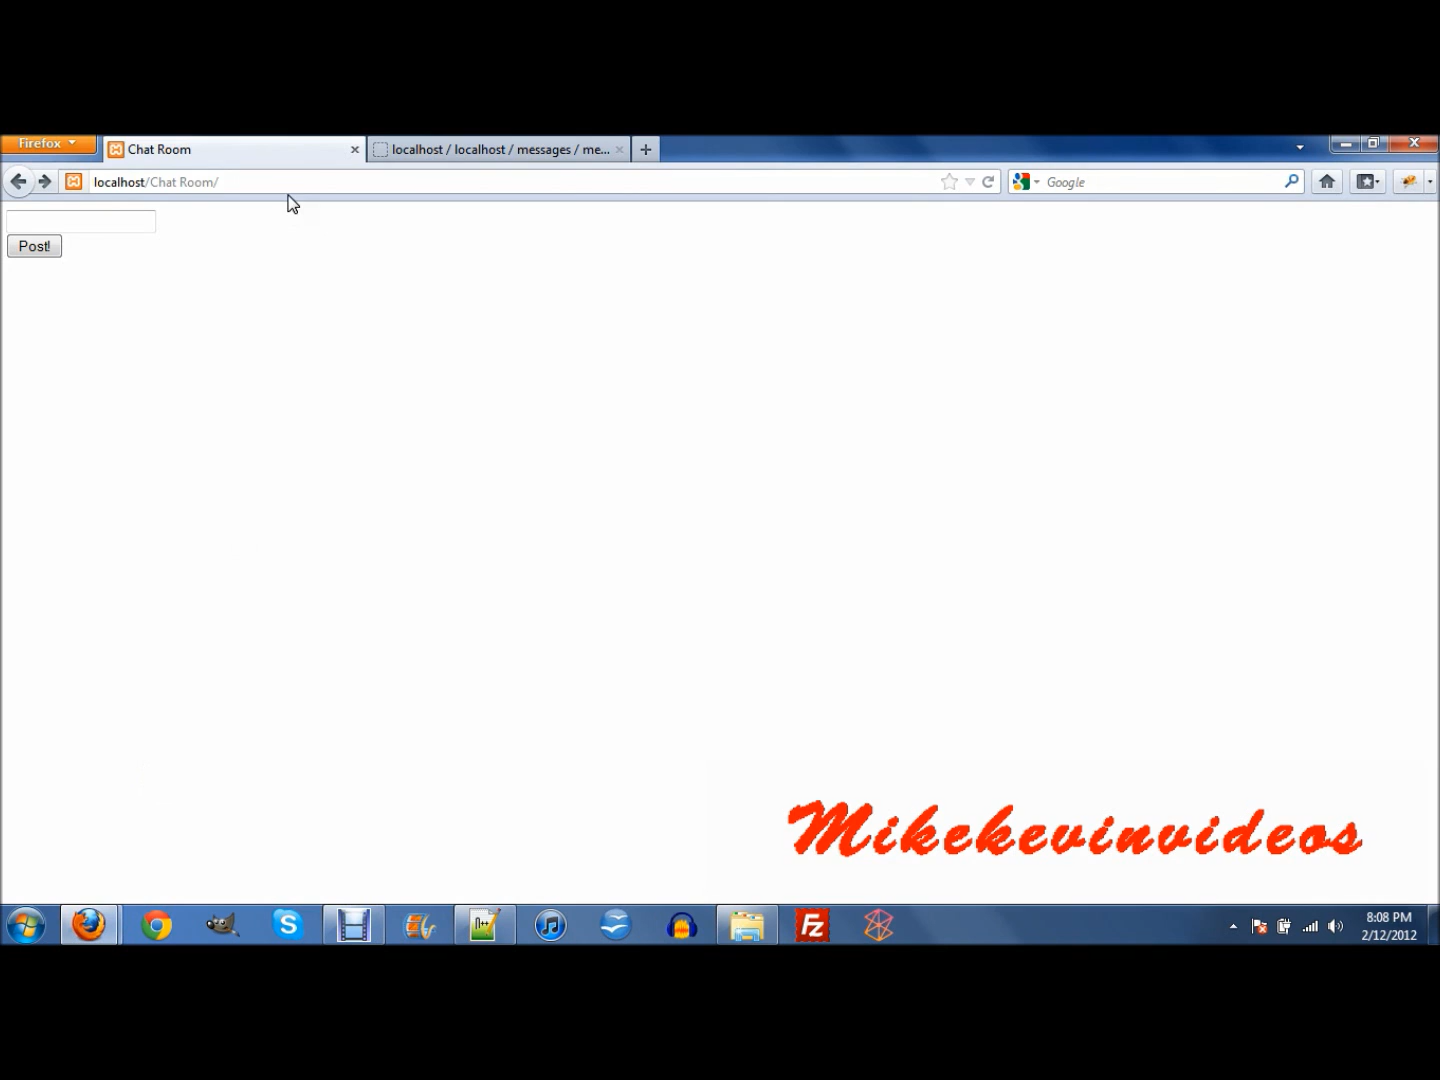 Firefox
Chat Room
localhost / localhost / messages / me...
localhost/Chat Room/
Google
Post!
Mikekevinvideos
n++
Fz
8:08 PM
2/12/2012